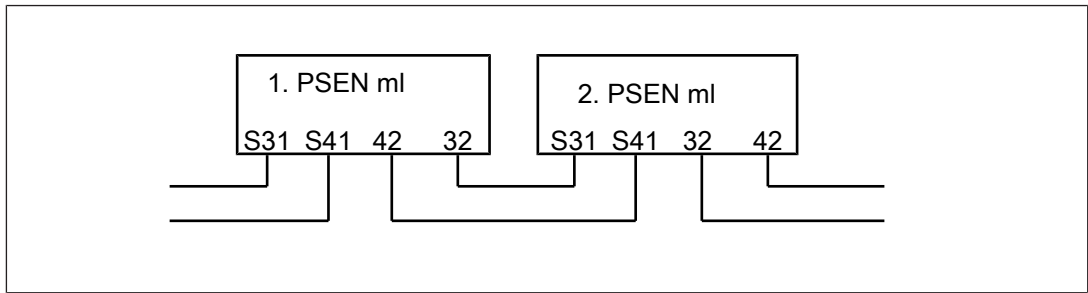 1. PSEN ml
S31 S41 42 32
2. PSEN ml
S31 S41 32 42